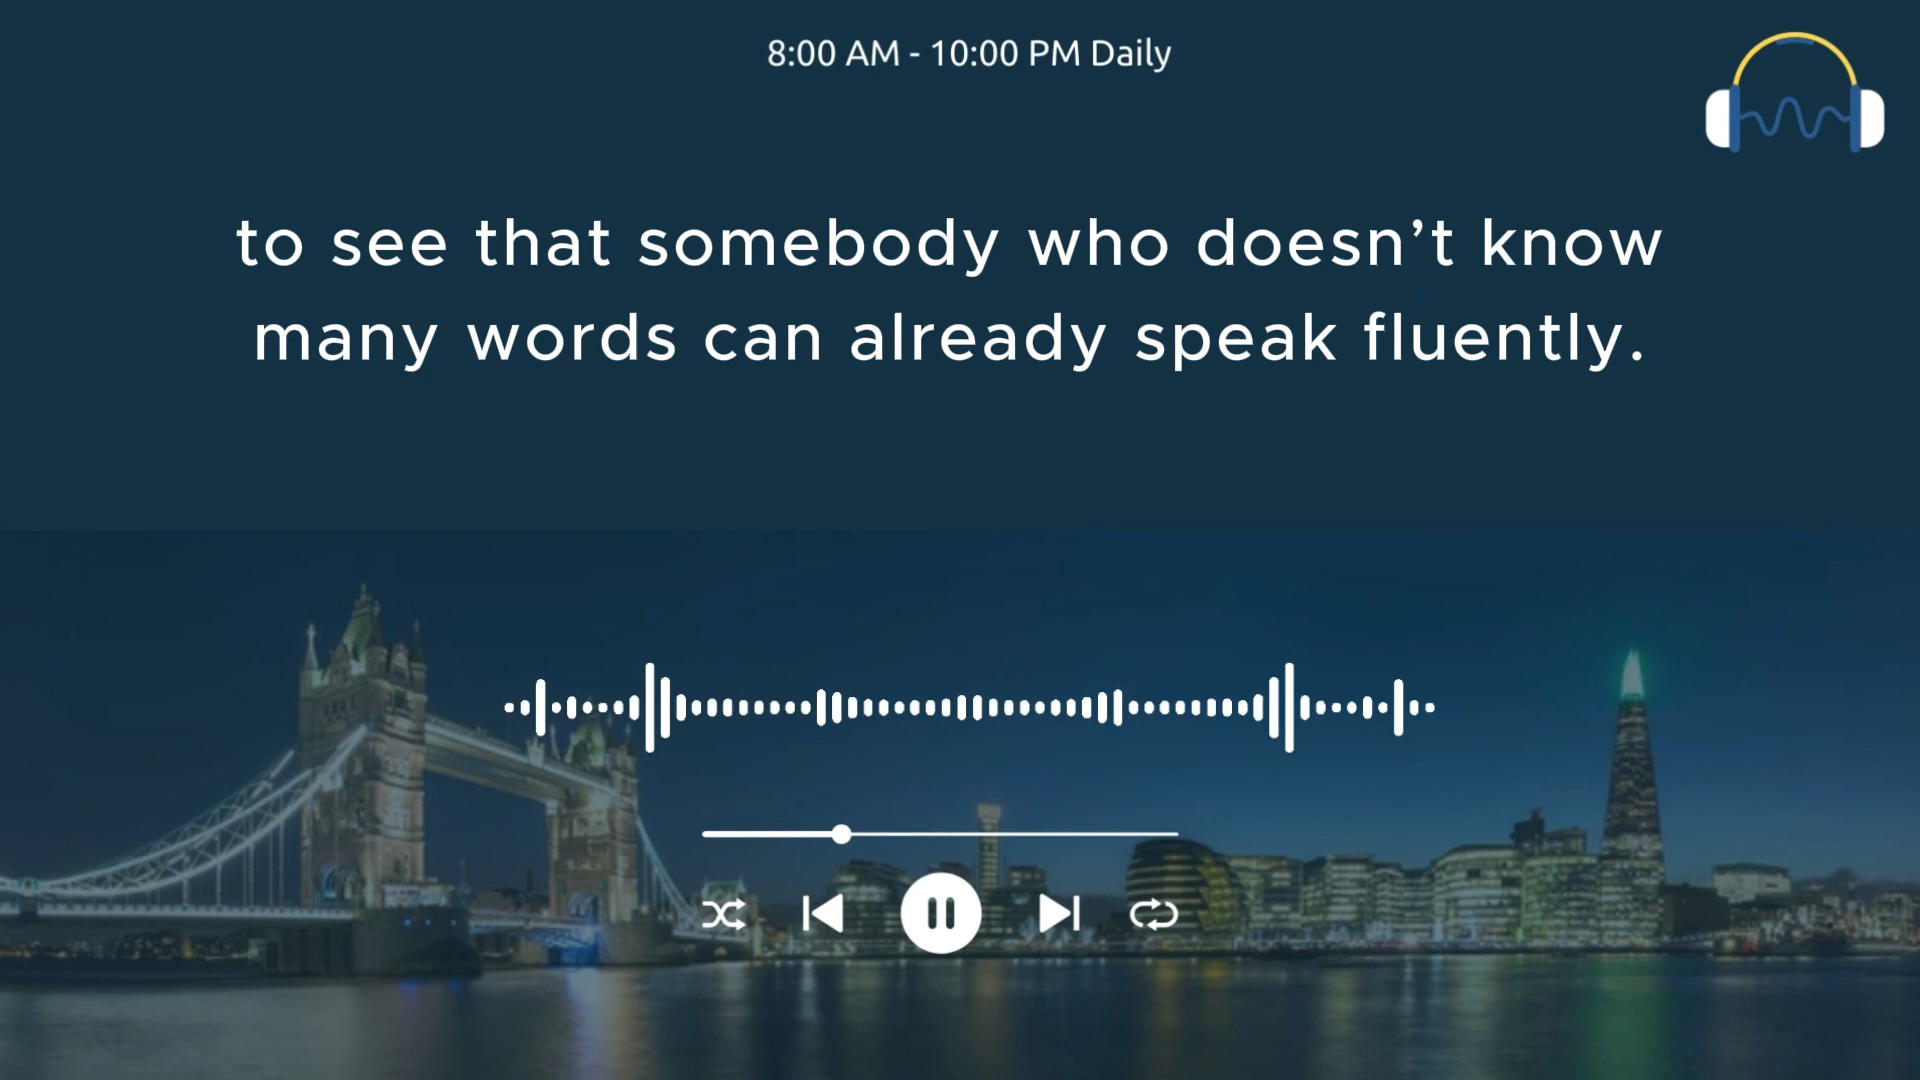 8:00 AM - 10:00 PM Daily
to see that somebody who doesn’t know
many words can already speak fluently.